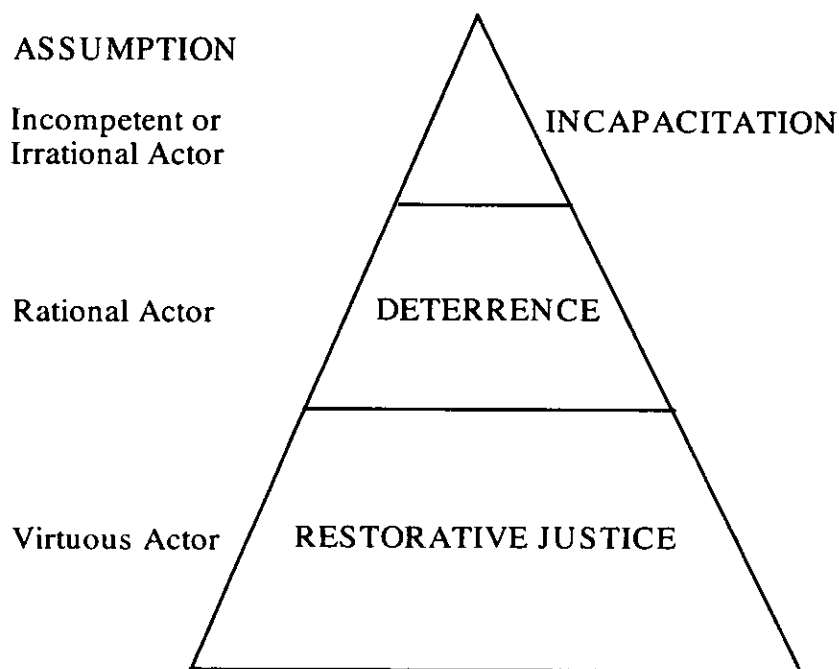 ASSUMPTION
Incompetent or
Irrational Actor
INCAPACITATION
Rational Actor
DETERRENCE
Virtuous Actor
RESTORATIVE JUSTICE